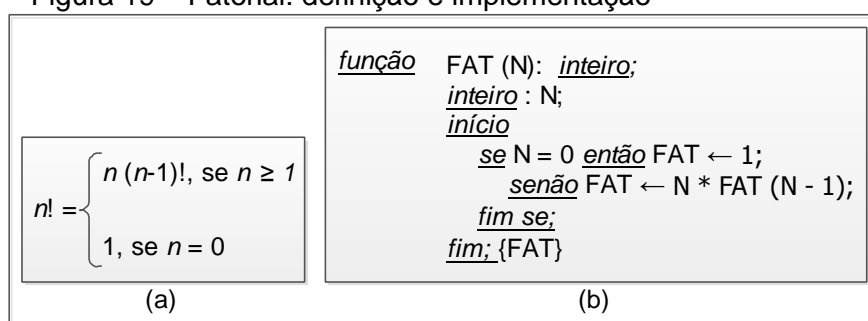 Figura 19 – Fatorial: definição e implementação
n! =
n (n-1)!, se n ≥ 1
1, se n = 0
(a)
função FAT (N): inteiro;
inteiro : N;
início
se N = 0 então FAT ← 1;
senão FAT ← N * FAT (N - 1);
fim se;
fim; {FAT}
(b)